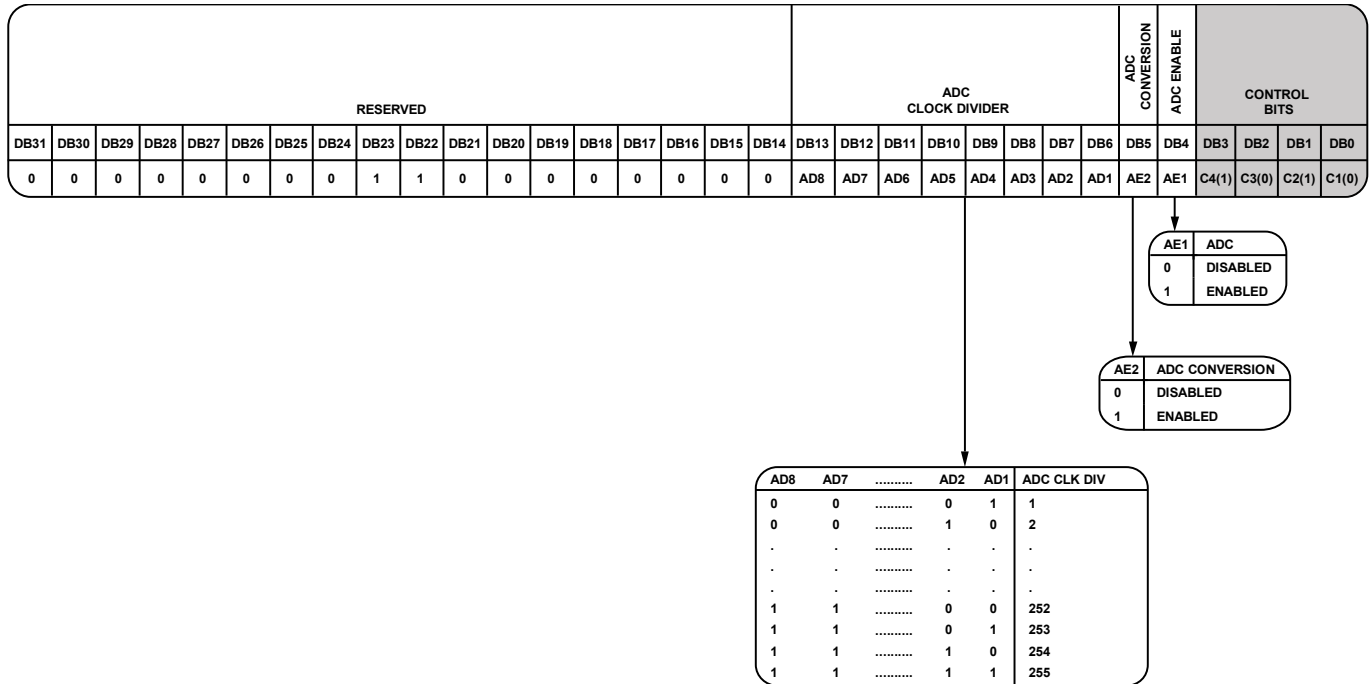 RESERVED
ADC
CLOCK DIVIDER
ADC
CONVERSION
ADC ENABLE
CONTROL
BITS
DB31 DB30 DB29 DB28 DB27 DB26 DB25 DB24 DB23 DB22 DB21 DB20 DB19 DB18 DB17 DB16 DB15 DB14 DB13 DB12 DB11 DB10 DB9 DB8 DB7 DB6 DB5 DB4 DB3 DB2 DB1 DB0
0 0 0 0 0 0 0 0 1 1 0 0 0 0 0 0 0 0 AD8 AD7 AD6 AD5 AD4 AD3 AD2 AD1 AE2 AE1 C4(1) C3(0) C2(1) C1(0)
AE1 ADC
0 DISABLED
1 ENABLED
AE2 ADC CONVERSION
0 DISABLED
1 ENABLED
AD8 AD7 .......... AD2 AD1 ADC CLK DIV
0 0 .......... 0 1 1
0 0 .......... 1 0 2
. . .......... . . .
. . .......... . . .
. . .......... . . .
1 1 .......... 0 0 252
1 1 .......... 0 1 253
1 1 .......... 1 0 254
1 1 .......... 1 1 255